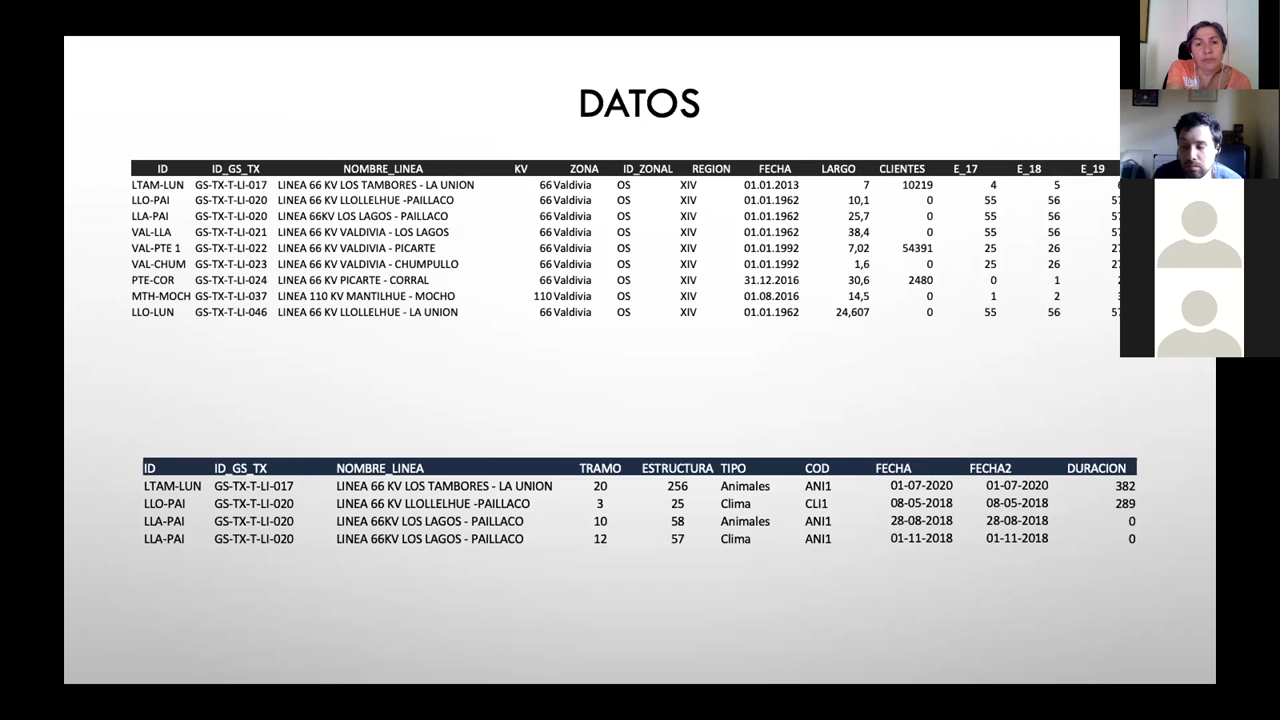 DATOS
ID ID_GS_TX NOMBRE_LINEA KV ZONA ID_ZONAL REGION FECHA LARGO CLIENTES E_17 E_18 E_19
LTAM-LUN GS-TX-T-LI-017 LINEA 66 KV LOS TAMBORES - LA UNION 66 Valdivia OS XIV 01.01.2013 7 10219 4 5
LLO-PAI GS-TX-T-LI-020 LINEA 66 KV LLOLLELHUE -PAILLACO 66 Valdivia OS XIV 01.01.1962 10,1 0 55 56
LLA-PAI GS-TX-T-LI-020 LINEA 66KV LOS LAGOS - PAILLACO 66 Valdivia OS XIV 01.01.1962 25,7 0 55 56
VAL-LLA GS-TX-T-LI-021 LINEA 66 KV VALDIVIA - LOS LAGOS 66 Valdivia OS XIV 01.01.1962 38,4 0 55 56
VAL-PTE 1 GS-TX-T-LI-022 LINEA 66 KV VALDIVIA - PICARTE 66 Valdivia OS XIV 01.01.1992 7,02 54391 25 26
VAL-CHUM GS-TX-T-LI-023 LINEA 66 KV VALDIVIA - CHUMPULLO 66 Valdivia OS XIV 01.01.1992 1,6 0 25 26
PTE-COR GS-TX-T-LI-024 LINEA 66 KV PICARTE - CORRAL 66 Valdivia OS XIV 31.12.2016 30,6 2480 0 1
MTH-MOCH GS-TX-T-LI-037 LINEA 110 KV MANTILHUE - MOCHO 110 Valdivia OS XIV 01.08.2016 14,5 0 1 2
LLO-LUN GS-TX-T-LI-046 LINEA 66 KV LLOLLELHUE - LA UNION 66 Valdivia OS XIV 01.01.1962 24,607 0 55 56
ID ID_GS_TX NOMBRE_LINEA TRAMO ESTRUCTURA TIPO COD FECHA FECHA2 DURACION
LTAM-LUN GS-TX-T-LI-017 LINEA 66 KV LOS TAMBORES - LA UNION 20 256 Animales ANI1 01-07-2020 01-07-2020 382
LLO-PAI GS-TX-T-LI-020 LINEA 66 KV LLOLLELHUE -PAILLACO 3 25 Clima CLI1 08-05-2018 08-05-2018 289
LLA-PAI GS-TX-T-LI-020 LINEA 66KV LOS LAGOS - PAILLACO 10 58 Animales ANI1 28-08-2018 28-08-2018 0
LLA-PAI GS-TX-T-LI-020 LINEA 66KV LOS LAGOS - PAILLACO 12 57 Clima ANI1 01-11-2018 01-11-2018 0